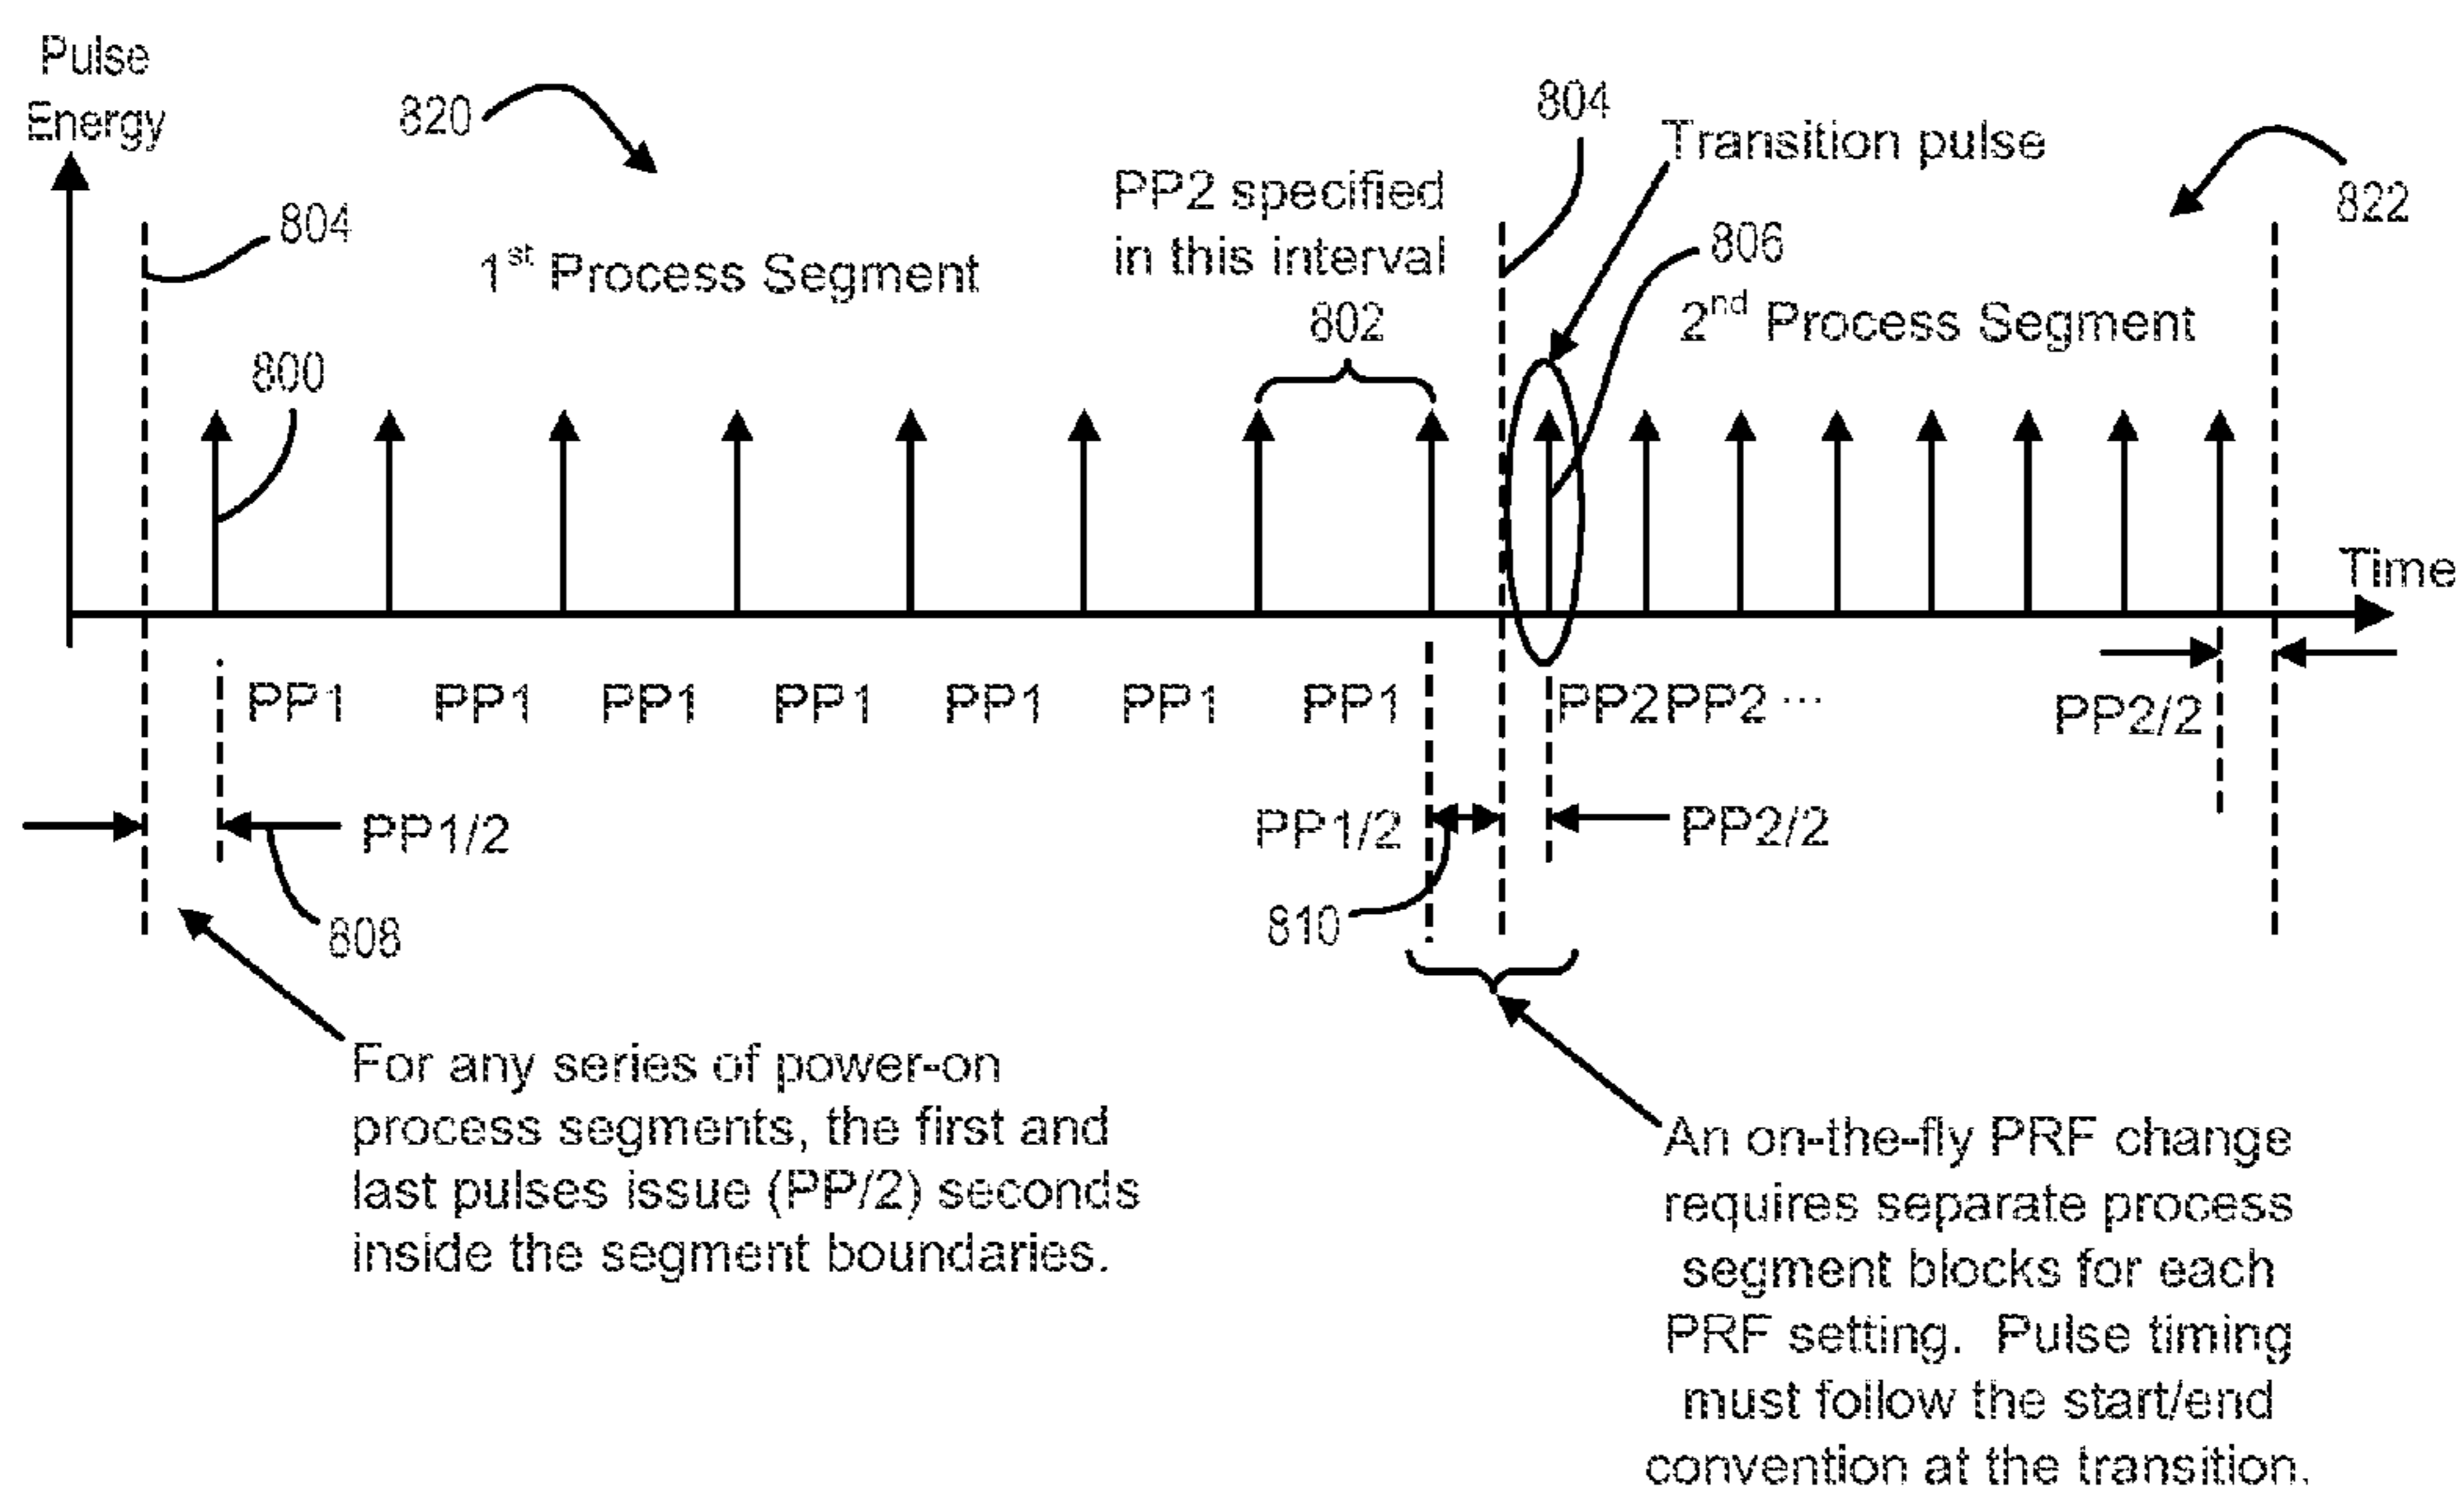 Pulse
Energy
820
804
1st Process Segment
800
PP2 specified
in this interval
802
804
Transition pulse
806
2nd Process Segment
822
Time
PP1 PP1 PP1 PP1 PP1 PP1 PP1 PP2 PP2 ...
PP2/2
PP1/2
808
PP1/2
810
PP2/2
For any series of power-on
process segments, the first and
last pulses issue (PP/2) seconds
inside the segment boundaries.
An on-the-fly PRF change
requires separate process
segment blocks for each
PRF setting. Pulse timing
must follow the start/end
convention at the transition.